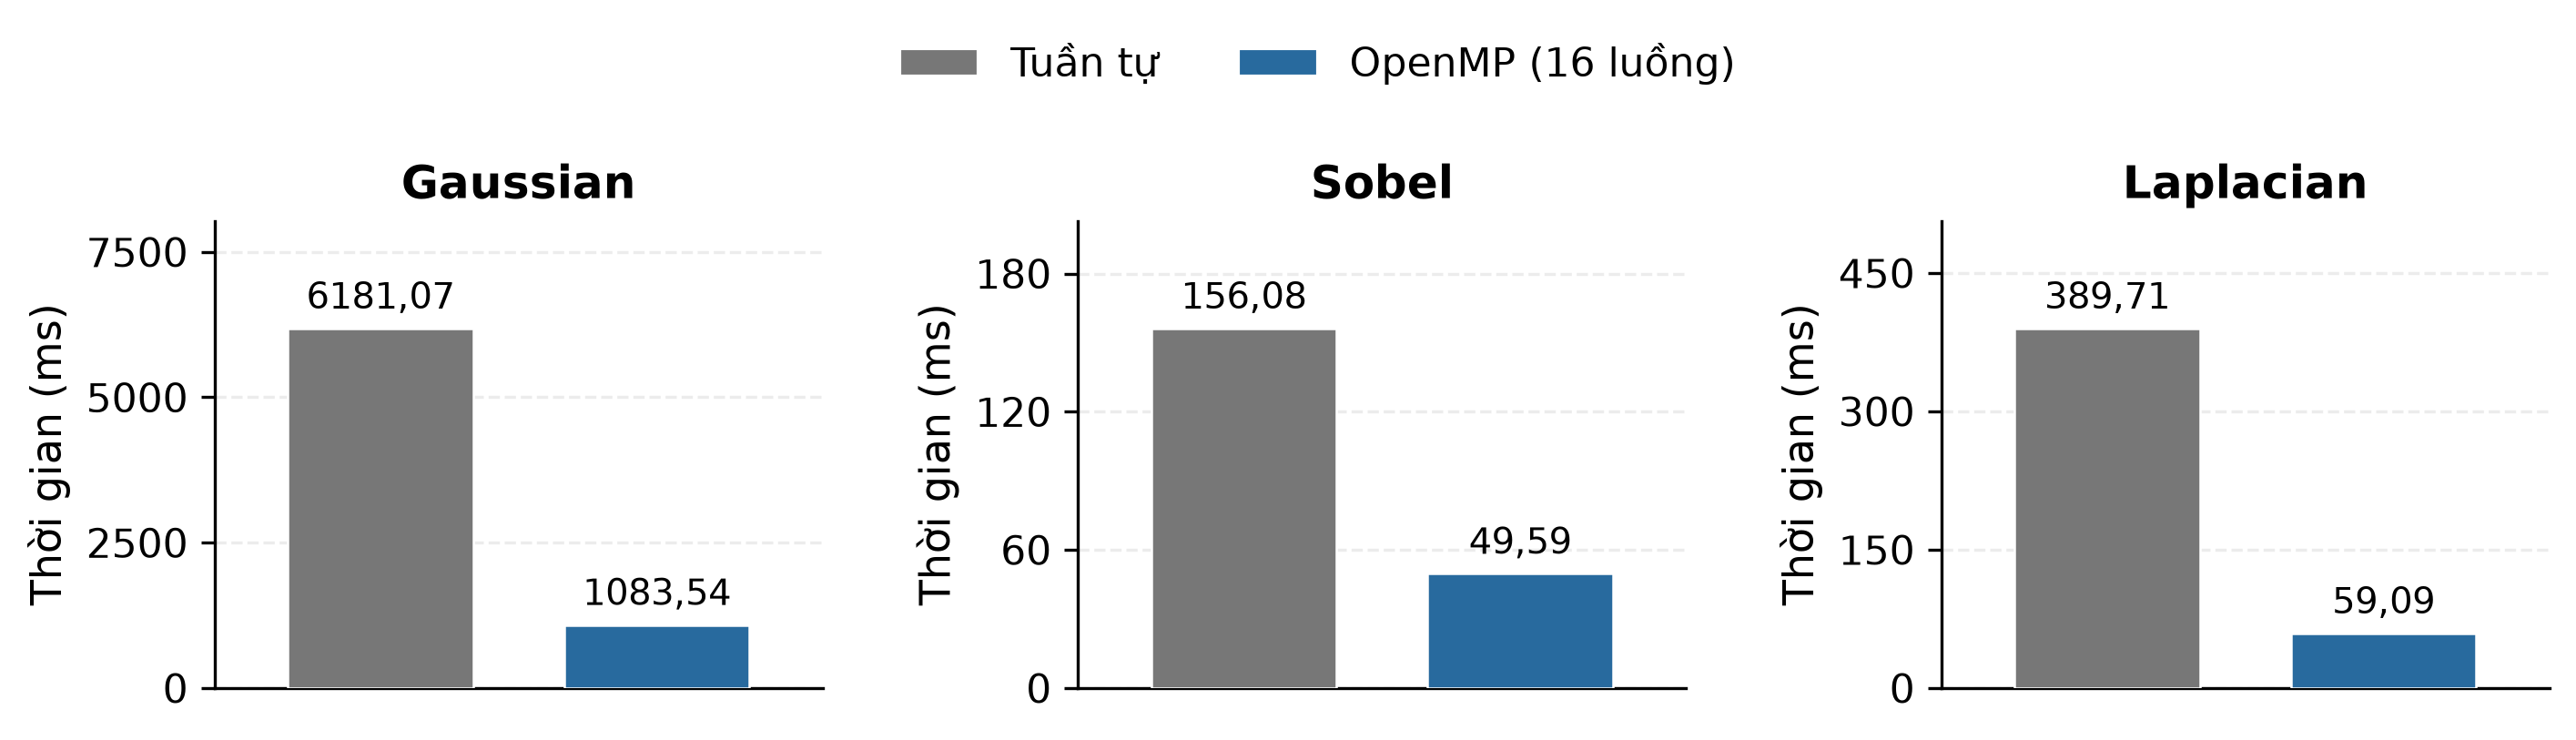 Tuần tự
OpenMP (16 luồng)
Gaussian
Thời gian (ms)
7500
5000
2500
0
6181,07
1083,54
Sobel
Thời gian (ms)
180
120
60
0
156,08
49,59
Laplacian
Thời gian (ms)
450
300
150
0
389,71
59,09